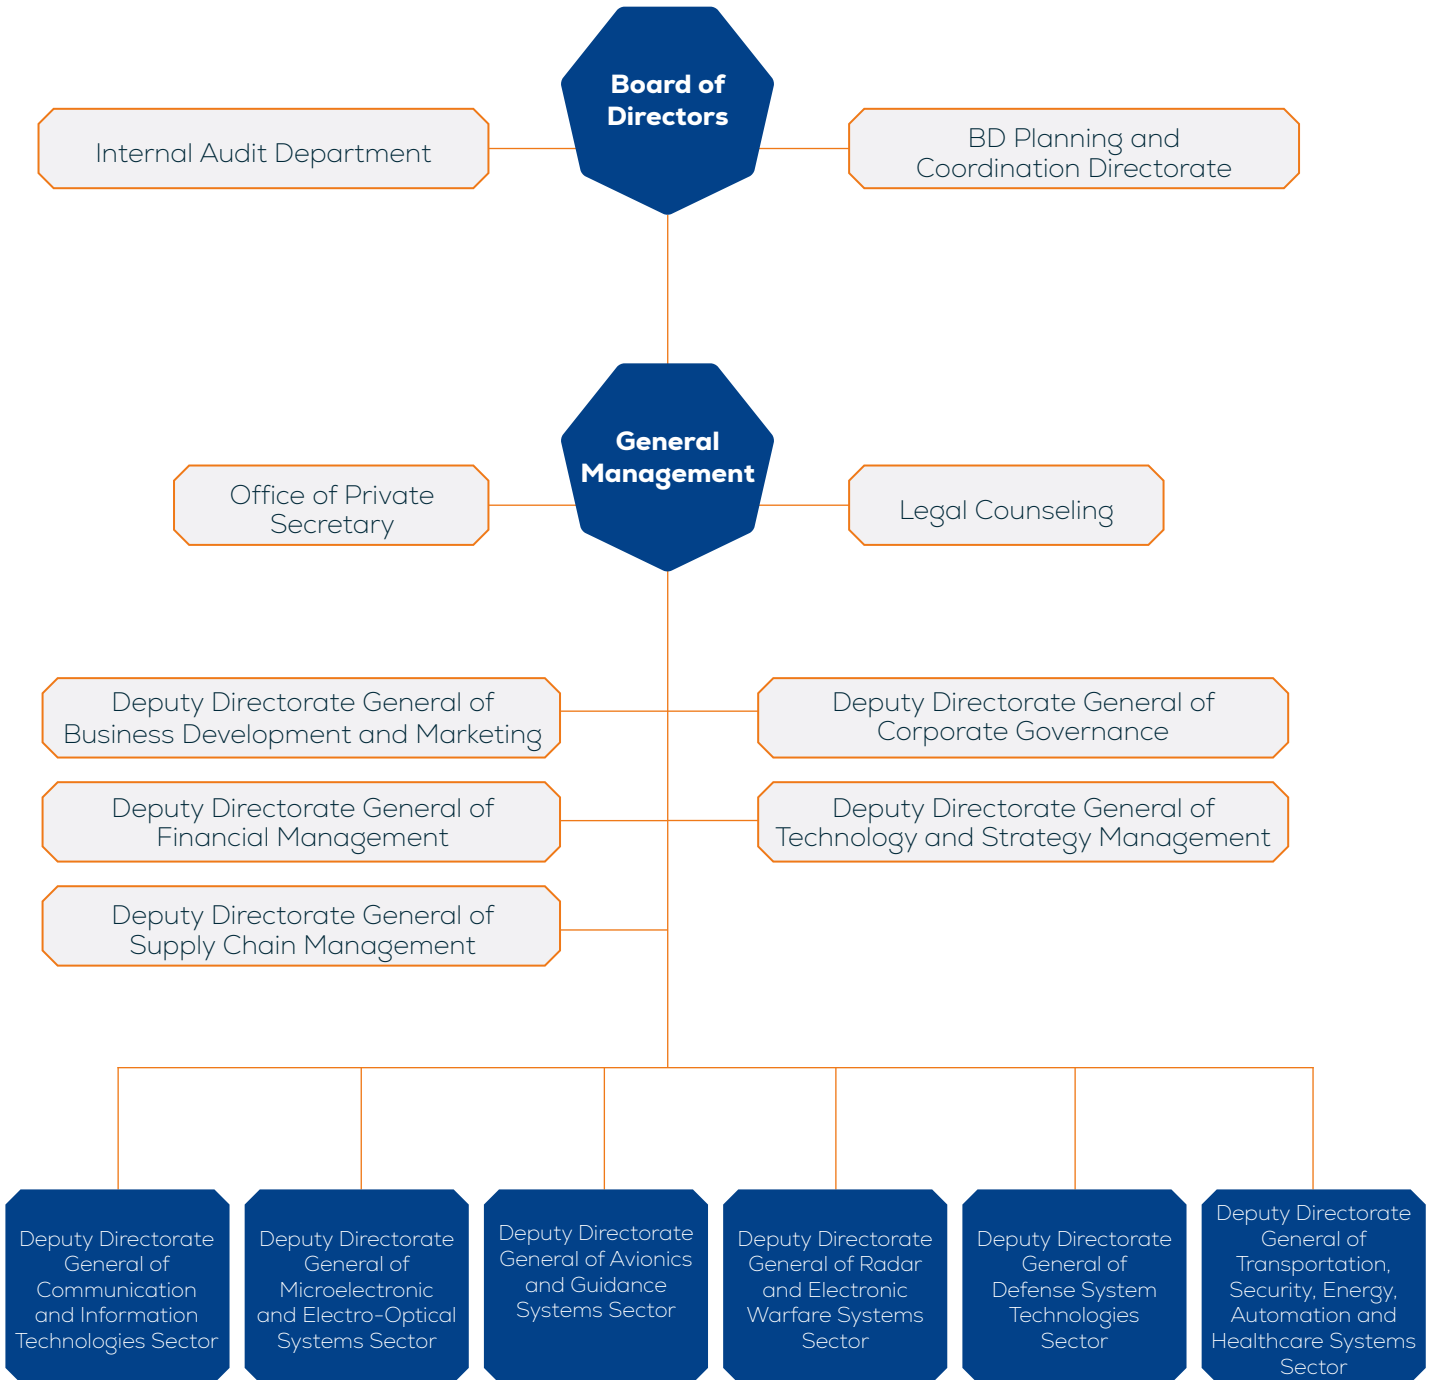 Board of
Directors
Internal Audit Department
BD Planning and
Coordination Directorate
General
Management
Office of Private
Secretary
Legal Counseling
Deputy Directorate General of
Business Development and Marketing
Deputy Directorate General of
Corporate Governance
Deputy Directorate General of
Financial Management
Deputy Directorate General of
Technology and Strategy Management
Deputy Directorate General of
Supply Chain Management
Deputy Directorate
General of
Communication
and Information
Technologies Sector
Deputy Directorate
General of
Microelectronic
and Electro-Optical
Systems Sector
Deputy Directorate
General of Avionics
and Guidance
Systems Sector
Deputy Directorate
General of Radar
and Electronic
Warfare Systems
Sector
Deputy Directorate
General of
Defense System
Technologies
Sector
Deputy Directorate
General of
Transportation,
Security, Energy,
Automation and
Healthcare Systems
Sector